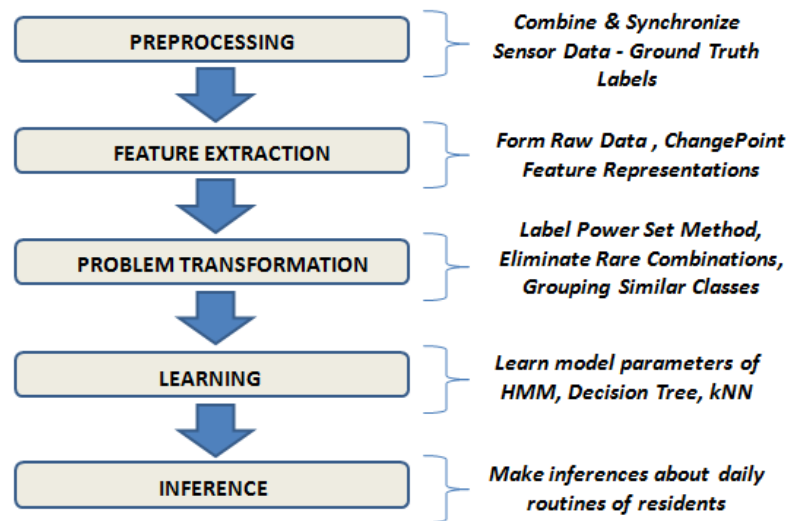 PREPROCESSING
Combine & Synchronize
Sensor Data - Ground Truth
Labels
FEATURE EXTRACTION
Form Raw Data , ChangePoint
Feature Representations
PROBLEM TRANSFORMATION
Label Power Set Method,
Eliminate Rare Combinations,
Grouping Similar Classes
LEARNING
Learn model parameters of
HMM, Decision Tree, kNN
INFERENCE
Make inferences about daily
routines of residents